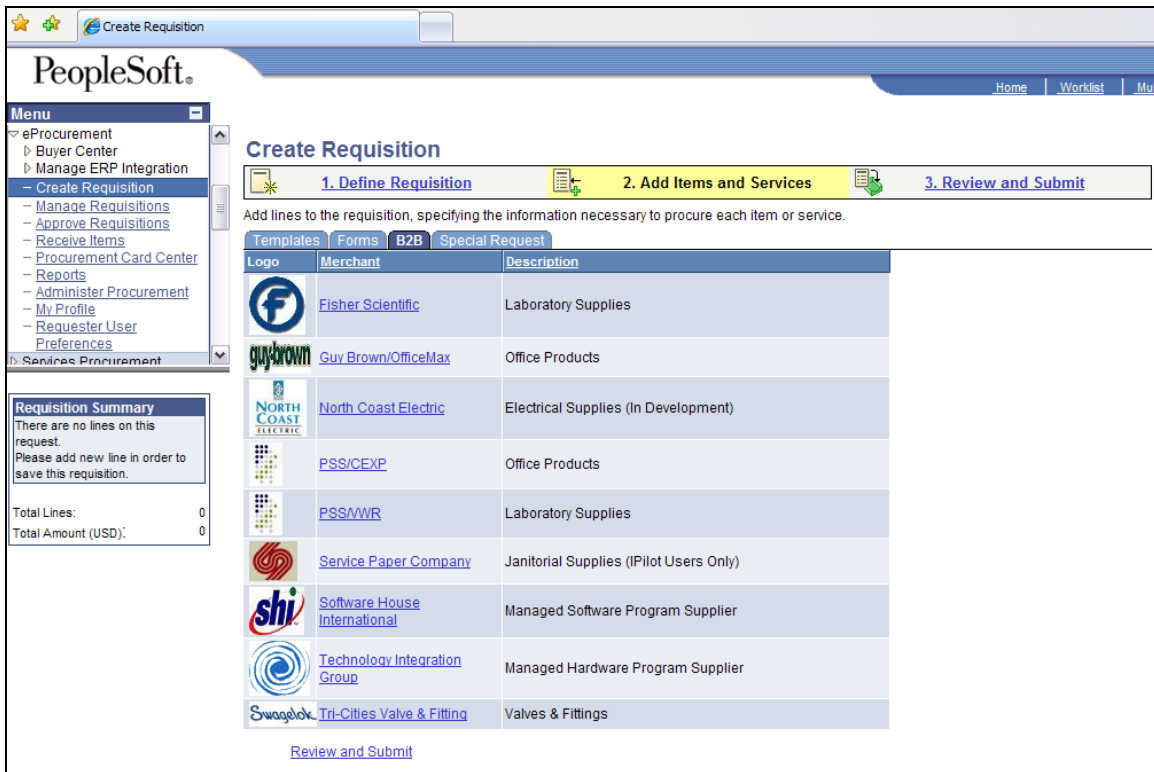 Create Requisition
PeepleSoft.
Home Worklist Mu
Menu
eProcurement
Buyer Center
Manage ERP Integration
Create Requisition
Manage Requisitions
Approve Requisitions
Receive Items
Procurement Card Center
Reports
Administer Procurement
My Profile
Requester User
Preferences
Services Procurement
Requisition Summary
There are no lines on this
request.
Please add new line in order to
save this requisition.
Total Lines: 0
Total Amount (USD): 0
Create Requisition
1. Define Requisition 2. Add Items and Services 3. Review and Submit
Add lines to the requisition, specifying the information necessary to procure each item or service.
Templates Forms B2B Special Request
Logo Merchant Description
Fisher Scientific Laboratory Supplies
guy-brown Guy Brown/OfficeMax Office Products
NORTH
COAST
ELECTRIC
North Coast Electric Electrical Supplies (In Development)
PSS/CEXP Office Products
PSS/VWR Laboratory Supplies
Service Paper Company Janitorial Supplies (IPilot Users Only)
shi Software House
International
Managed Software Program Supplier
Technology Integration
Group
Managed Hardware Program Supplier
Swagelok Tri-Cities Valve & Fitting Valves & Fittings
Review and Submit